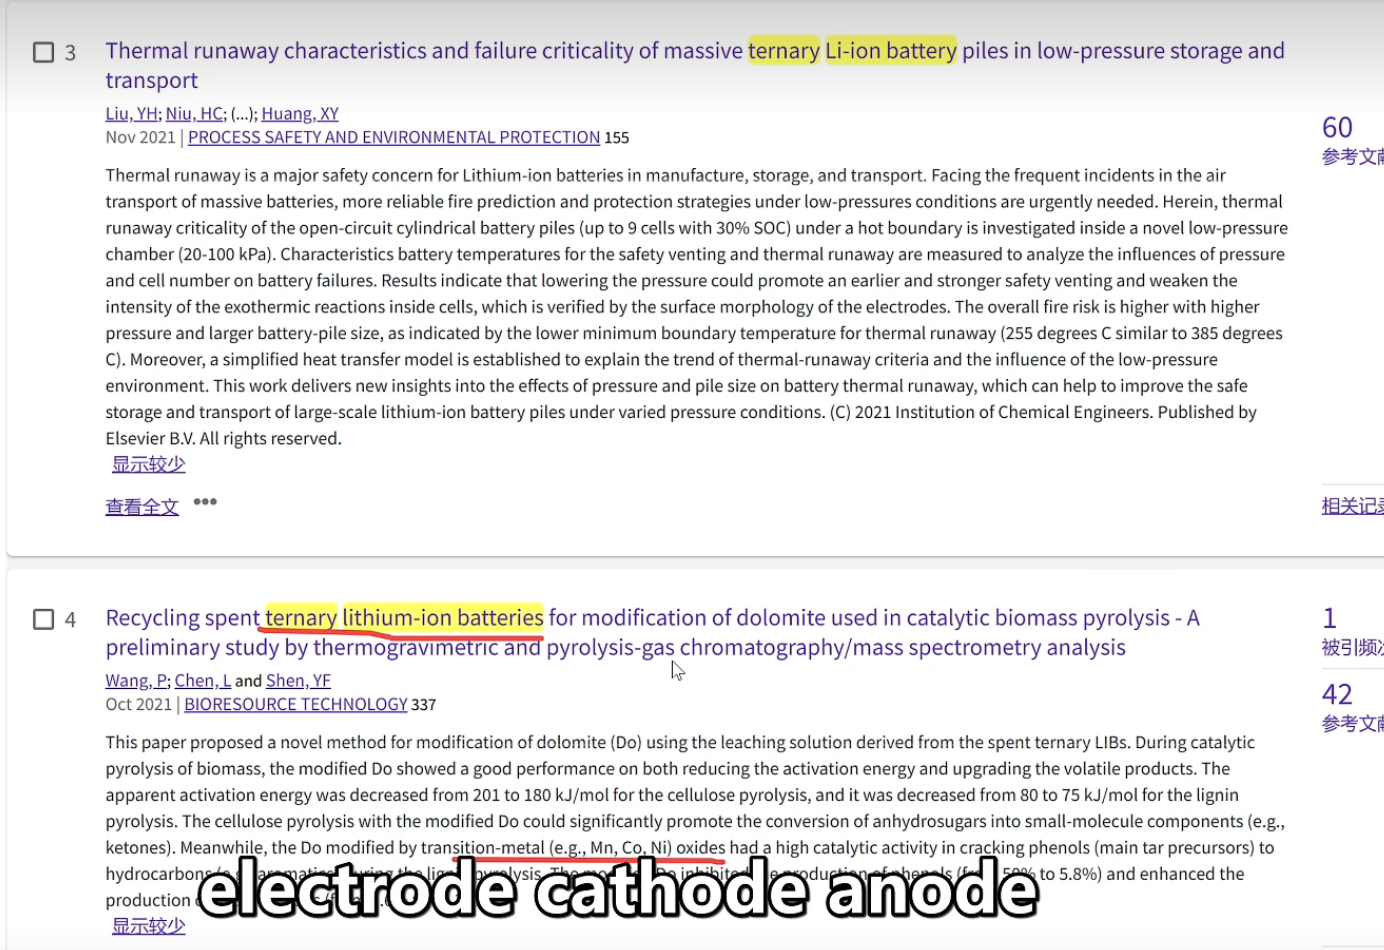 3
Thermal runaway characteristics and failure criticality of massive ternary Li-ion battery piles in low-pressure storage and
transport
Liu, YH; Niu, HC; (...); Huang, XY
Nov 2021 | PROCESS SAFETY AND ENVIRONMENTAL PROTECTION 155
60
参考文
Thermal runaway is a major safety concern for Lithium-ion batteries in manufacture, storage, and transport. Facing the frequent incidents in the air
transport of massive batteries, more reliable fire prediction and protection strategies under low-pressures conditions are urgently needed. Herein, thermal
runaway criticality of the open-circuit cylindrical battery piles (up to 9 cells with 30% SOC) under a hot boundary is investigated inside a novel low-pressure
chamber (20-100 kPa). Characteristics battery temperatures for the safety venting and thermal runaway are measured to analyze the influences of pressure
and cell number on battery failures. Results indicate that lowering the pressure could promote an earlier and stronger safety venting and weaken the
intensity of the exothermic reactions inside cells, which is verified by the surface morphology of the electrodes. The overall fire risk is higher with higher
pressure and larger battery-pile size, as indicated by the lower minimum boundary temperature for thermal runaway (255 degrees C similar to 385 degrees
C). Moreover, a simplified heat transfer model is established to explain the trend of thermal-runaway criteria and the influence of the low-pressure
environment. This work delivers new insights into the effects of pressure and pile size on battery thermal runaway, which can help to improve the safe
storage and transport of large-scale lithium-ion battery piles under varied pressure conditions. (C) 2021 Institution of Chemical Engineers. Published by
Elsevier B.V. All rights reserved.
显示较少
查看全文 •••
相关记
4
Recycling spent ternary lithium-ion batteries for modification of dolomite used in catalytic biomass pyrolysis - A
preliminary study by thermogravimetric and pyrolysis-gas chromatography/mass spectrometry analysis
Wang, P; Chen, L and Shen, YF
Oct 2021 | BIORESOURCE TECHNOLOGY 337
1
被引频
42
参考文
This paper proposed a novel method for modification of dolomite (Do) using the leaching solution derived from the spent ternary LIBs. During catalytic
pyrolysis of biomass, the modified Do showed a good performance on both reducing the activation energy and upgrading the volatile products. The
apparent activation energy was decreased from 201 to 180 kJ/mol for the cellulose pyrolysis, and it was decreased from 80 to 75 kJ/mol for the lignin
pyrolysis. The cellulose pyrolysis with the modified Do could significantly promote the conversion of anhydrosugars into small-molecule components (e.g.,
ketones). Meanwhile, the Do modified by transition-metal (e.g., Mn, Co, Ni) oxides had a high catalytic activity in cracking phenols (main tar precursors) to
hydrocarbons to 5.8%) and enhanced the
production
electrode cathode anode
显示较少